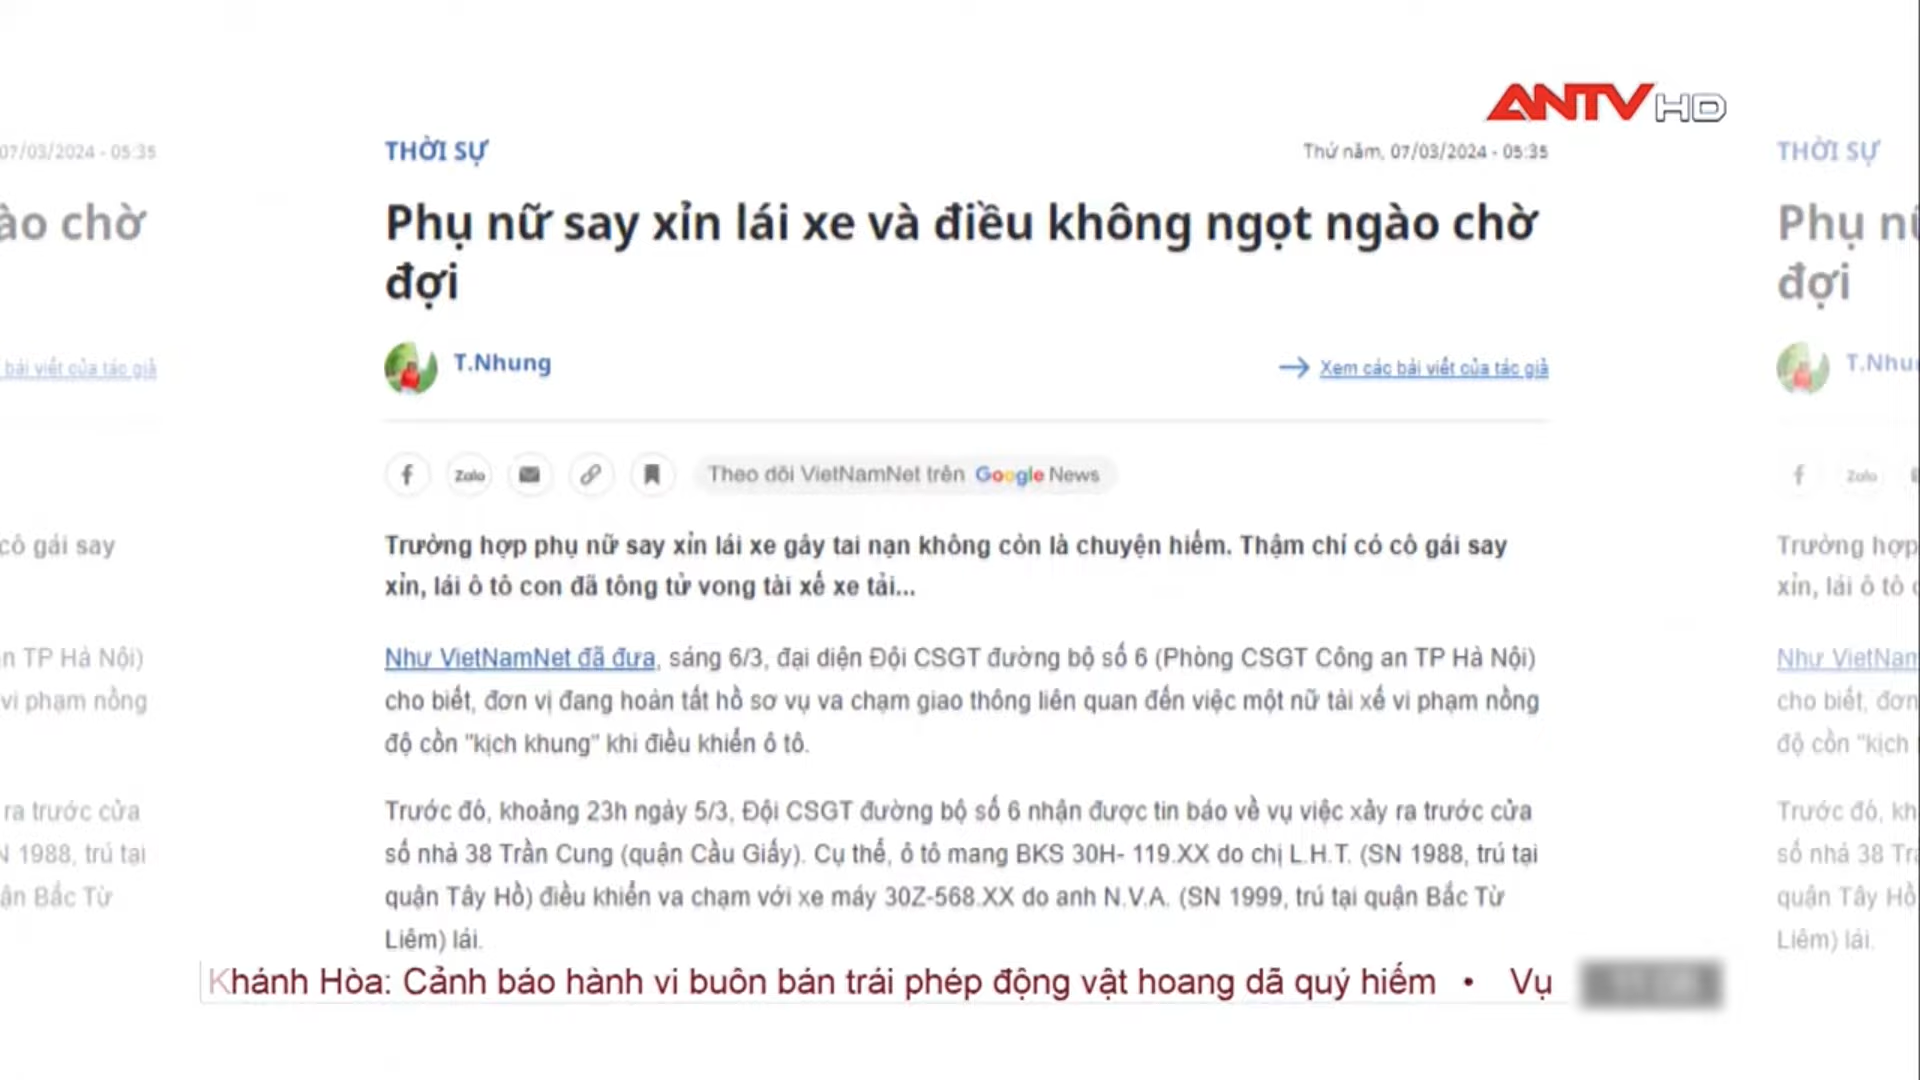 ANTV HD
07/03/2024 - 05:35
THỜI SỰ
Thứ năm, 07/03/2024 - 05:35
THỜI SỰ
ào chờ
Phụ nữ say xỉn lái xe và điều không ngọt ngào chờ
đợi
Phụ nữ
đợi
bài viết của tác giả
T.Nhung
Xem các bài viết của tác giả
T.Nhu
f
Zalo
Theo dõi VietNamNet trên Google News
f
Zalo
cô gái say
Trường hợp phụ nữ say xỉn lái xe gây tai nạn không còn là chuyện hiếm. Thậm chí có cô gái say
xỉn, lái ô tô con đã tông tử vong tài xế xe tải...
Trường hợp
xỉn, lái ô tô
n TP Hà Nội)
vi phạm nồng
Như VietNamNet đã đưa, sáng 6/3, đại diện Đội CSGT đường bộ số 6 (Phòng CSGT Công an TP Hà Nội)
cho biết, đơn vị đang hoàn tất hồ sơ vụ va chạm giao thông liên quan đến việc một nữ tài xế vi phạm nồng
độ cồn "kịch khung" khi điều khiển ô tô.
Như VietNam
cho biết, đơn
độ cồn "kịch
ra trước cửa
N 1988, trú tại
ận Bắc Từ
Trước đó, khoảng 23h ngày 5/3, Đội CSGT đường bộ số 6 nhận được tin báo về vụ việc xảy ra trước cửa
số nhà 38 Trần Cung (quận Cầu Giấy). Cụ thể, ô tô mang BKS 30H- 119.XX do chị L.H.T. (SN 1988, trú tại
quận Tây Hồ) điều khiển va chạm với xe máy 30Z-568.XX do anh N.V.A. (SN 1999, trú tại quận Bắc Từ
Liêm) lái.
Trước đó, kh
số nhà 38 Tr
quận Tây Hồ
Liêm) lái.
Khánh Hòa: Cảnh báo hành vi buôn bán trái phép động vật hoang dã quý hiếm • Vụ